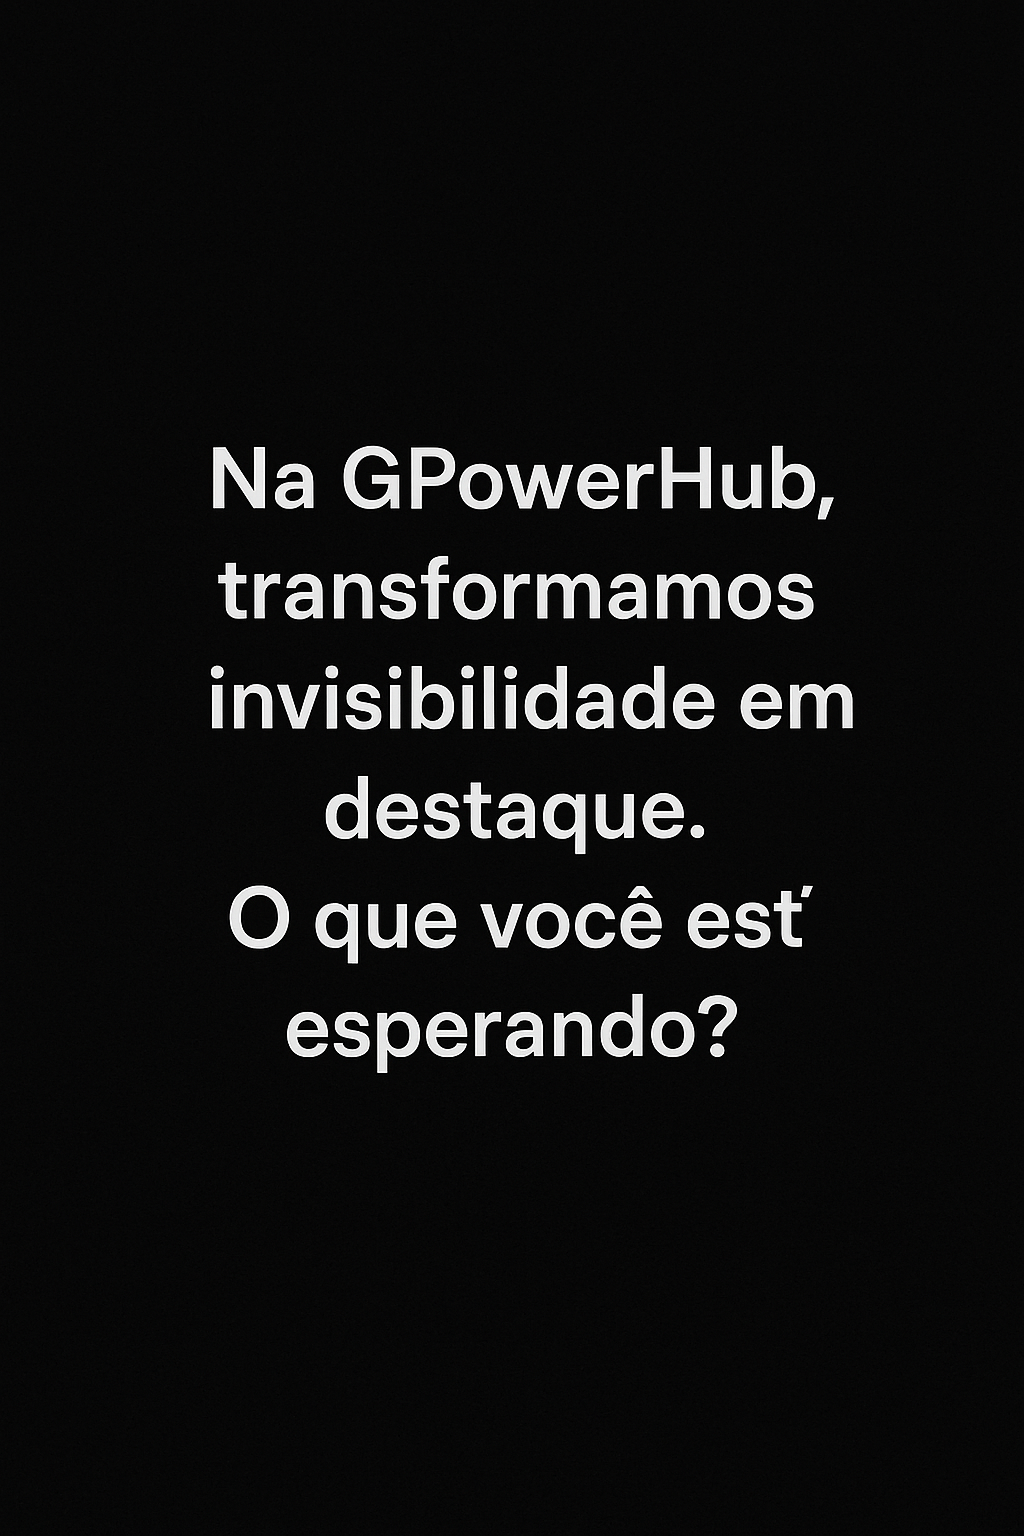 Na GPowerHub,
transformamos
invisibilidade em
destaque.
O que você esť
esperando?